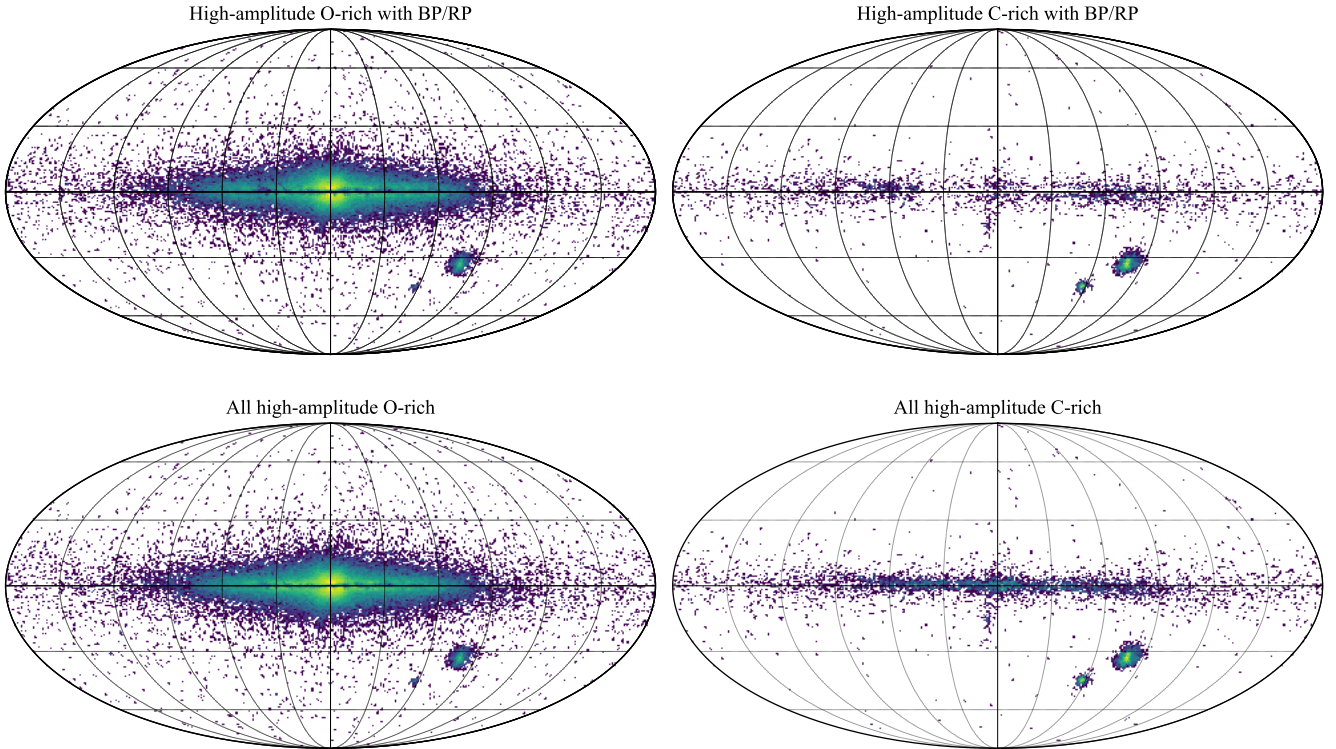 High-amplitude O-rich with BP/RP
High-amplitude C-rich with BP/RP
All high-amplitude O-rich
All high-amplitude C-rich